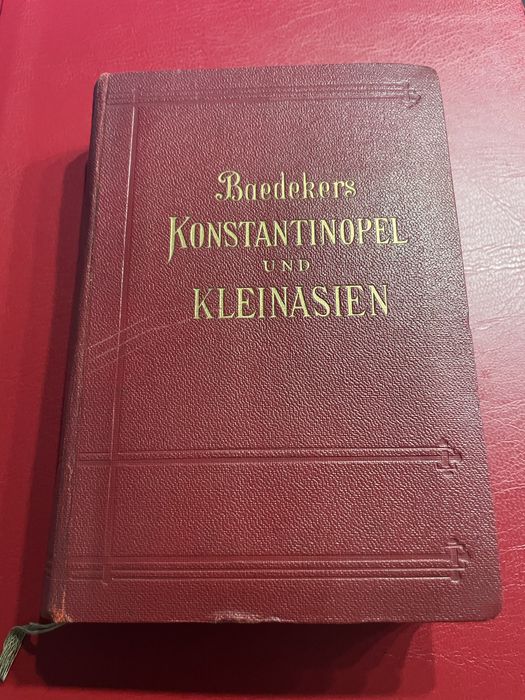 Baedekers
KONSTANTINOPEL
UND
KLEINASIEN